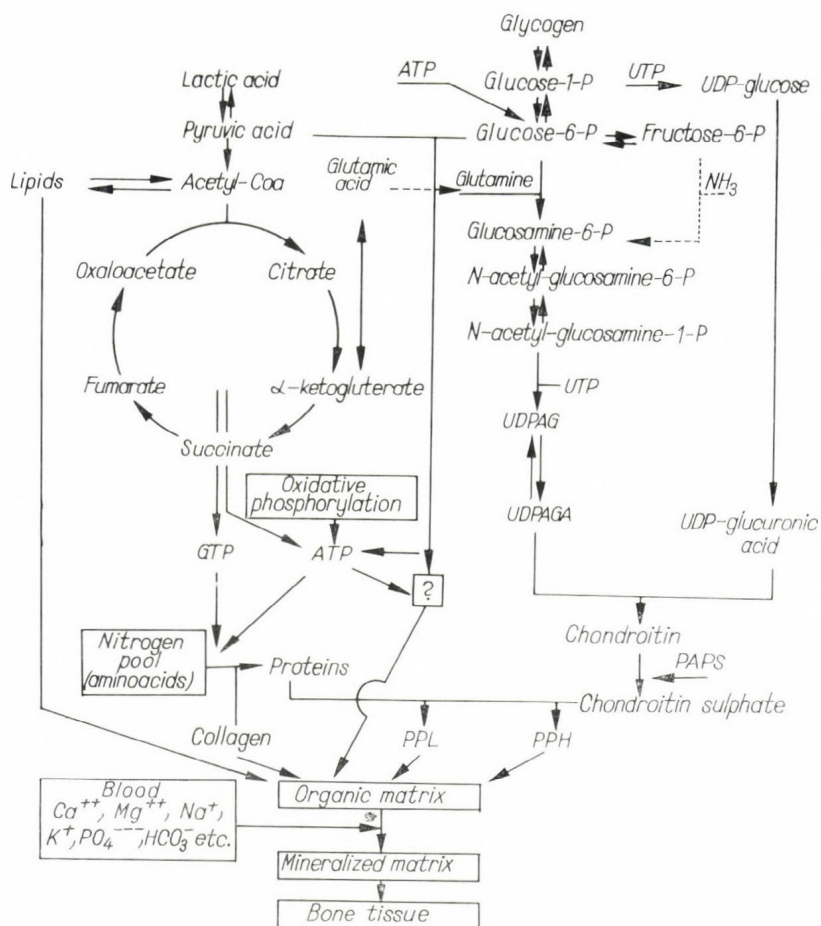 Glycogen
Lactic acid
ATP
Glucose-1-P
UTP
UDP-glucose
Pyruvic acid
Glucose-6-P
Fructose-6-P
Lipids
Acetyl-Coa
Glutamic
acid
Glutamine
NH3
Glucosamine-6-P
Oxaloacetate
Citrate
N-acetyl-glucosamine-6-P
N-acetyl-glucosamine-1-P
Fumarate
α-ketogluterate
UTP
UDPAG
Succinate
Oxidative
phosphorylation
UDPAGA
UDP-glucuronic
acid
GTP
ATP
?
Chondroitin
Nitrogen
pool
(aminoacids)
Proteins
PAPS
Chondroitin sulphate
Collagen
PPL
PPH
Blood
Ca++, Mg++, Na+,
K+,PO4---,HCO3- etc.
Organic matrix
Mineralized matrix
Bone tissue